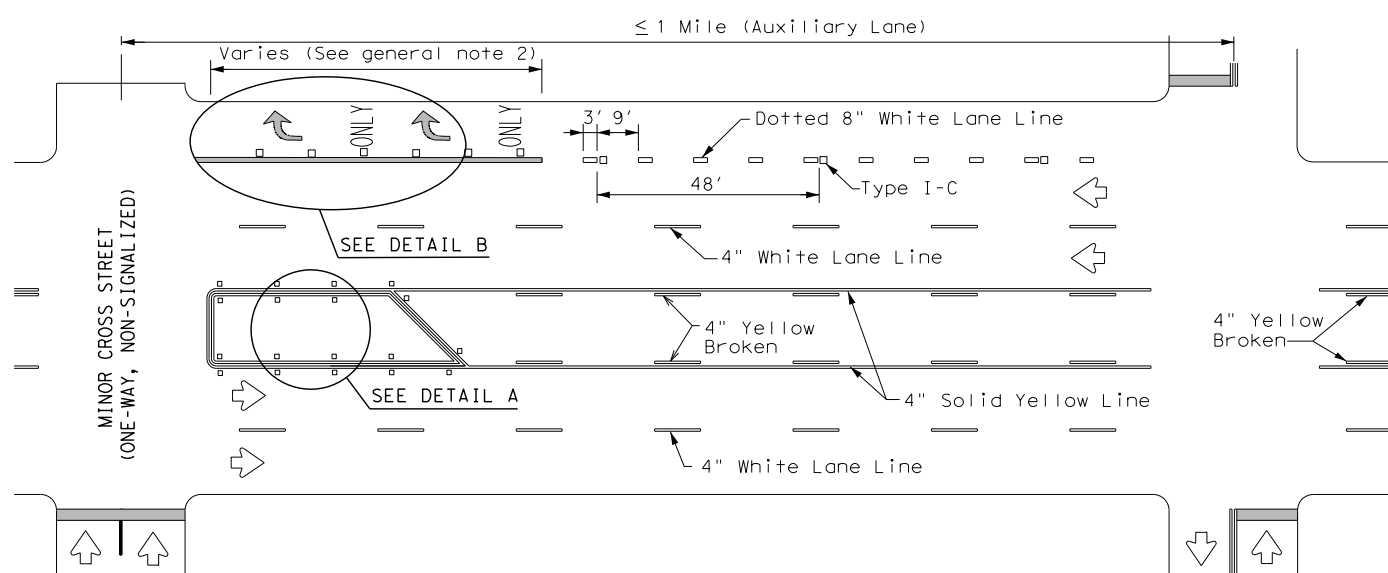 ≤ 1 Mile (Auxiliary Lane)
Varies (See general note 2)
ONLY
ONLY
3' 9'
Dotted 8" White Lane Line
48'
Type I-C
SEE DETAIL B
4" White Lane Line
MINOR CROSS STREET
(ONE-WAY, NON-SIGNALIZED)
4" Yellow
Broken
4" Yellow
Broken
SEE DETAIL A
4" Solid Yellow Line
4" White Lane Line